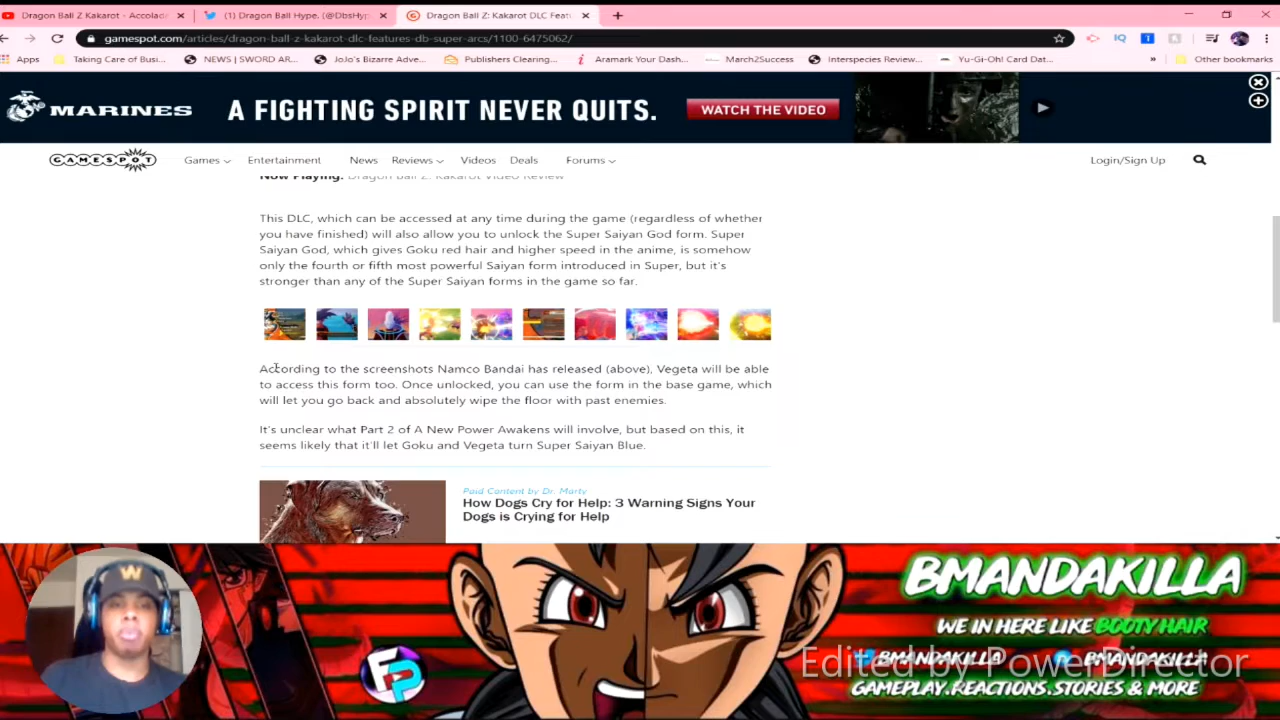 Dragon Ball Z Kakarot - Accolad
(1) Dragon Ball Hype. (@DbsHyp
Dragon Ball Z: Kakarot DLC Feat
gamespot.com/articles/dragon-ball-z-kakarot-dlc-features-db-super-arcs/1100-6475062/
Apps
Taking Care of Busi...
NEWS | SWORD AR...
JoJo's Bizarre Adve...
Publishers Clearing...
Aramark Your Dash...
March2Success
Interspecies Review...
Yu-Gi-Oh! Card Dat...
Other bookmarks
MARINES
A FIGHTING SPIRIT NEVER QUITS.
WATCH THE VIDEO
GAMESPOT
Games
Entertainment
News
Reviews
Videos
Deals
Forums
Login/Sign Up
Now Playing: Dragon Ball Z: Kakarot Video Review
This DLC, which can be accessed at any time during the game (regardless of whether
you have finished) will also allow you to unlock the Super Saiyan God form. Super
Saiyan God, which gives Goku red hair and higher speed in the anime, is somehow
only the fourth or fifth most powerful Saiyan form introduced in Super, but it's
stronger than any of the Super Saiyan forms in the game so far.
According to the screenshots Namco Bandai has released (above), Vegeta will be able
to access this form too. Once unlocked, you can use the form in the base game, which
will let you go back and absolutely wipe the floor with past enemies.
It's unclear what Part 2 of A New Power Awakens will involve, but based on this, it
seems likely that it'll let Goku and Vegeta turn Super Saiyan Blue.
Paid Content by Dr. Marty
How Dogs Cry for Help: 3 Warning Signs Your
Dogs is Crying for Help
W
FP
BMANDAKILLA
WE IN HERE LIKE BOOTY HAIR
BMANDAKILLA
BMANDAKILLA
GAMEPLAY.REACTIONS.STORIES & MORE
Edited by PowerDirector